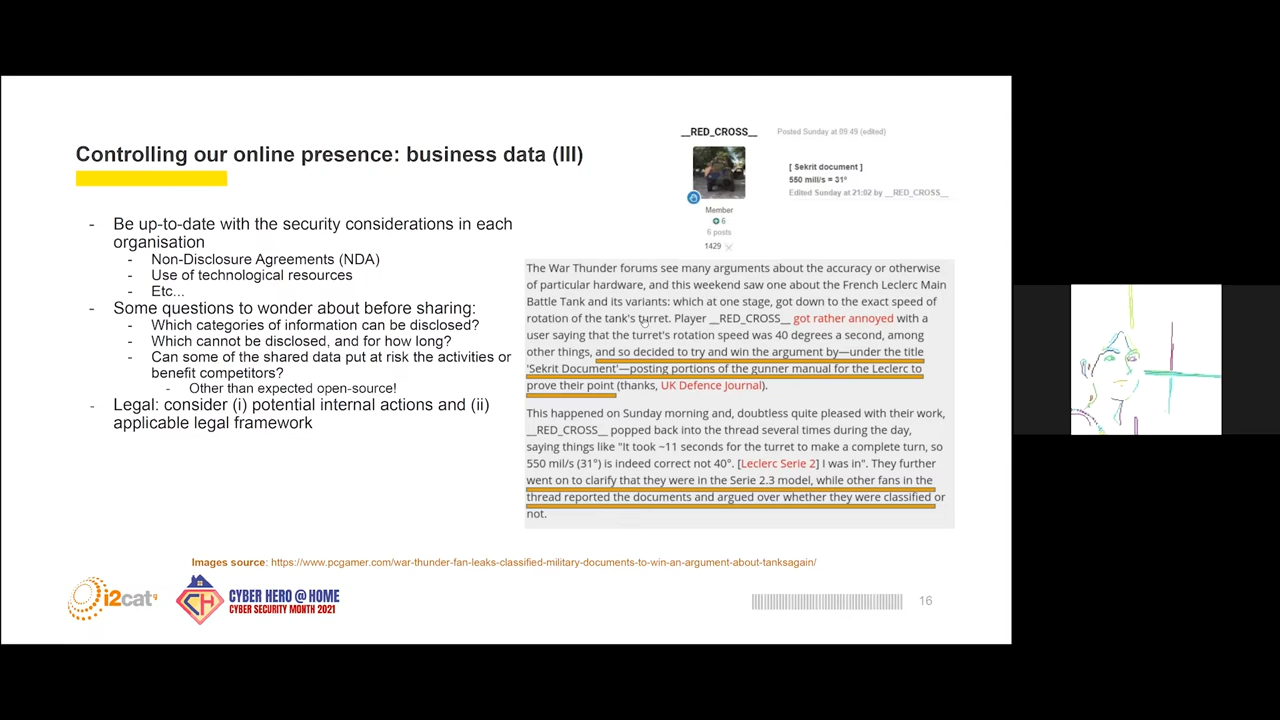 __RED_CROSS__
Posted Sunday at 09:49 (edited)
[ Sekrit document ]
550 mill/s = 31°
Edited Sunday at 21:02 by __RED_CROSS__
Member
6
6 posts
1429
Controlling our online presence: business data (III)
- Be up-to-date with the security considerations in each
organisation
- Non-Disclosure Agreements (NDA)
- Use of technological resources
- Etc...
- Some questions to wonder about before sharing:
- Which categories of information can be disclosed?
- Which cannot be disclosed, and for how long?
- Can some of the shared data put at risk the activities or
benefit competitors?
- Other than expected open-source!
- Legal: consider (i) potential internal actions and (ii)
applicable legal framework
The War Thunder forums see many arguments about the accuracy or otherwise
of particular hardware, and this weekend saw one about the French Leclerc Main
Battle Tank and its variants: which at one stage, got down to the exact speed of
rotation of the tank's turret. Player __RED_CROSS__ got rather annoyed with a
user saying that the turret's rotation speed was 40 degrees a second, among
other things, and so decided to try and win the argument by—under the title
'Sekrit Document'—posting portions of the gunner manual for the Leclerc to
prove their point (thanks, UK Defence Journal).
This happened on Sunday morning and, doubtless quite pleased with their work,
__RED_CROSS__ popped back into the thread several times during the day,
saying things like "It took ~11 seconds for the turret to make a complete turn, so
550 mil/s (31°) is indeed correct not 40°. [Leclerc Serie 2] I was in". They further
went on to clarify that they were in the Serie 2.3 model, while other fans in the
thread reported the documents and argued over whether they were classified or
not.
Images source: https://www.pcgamer.com/war-thunder-fan-leaks-classified-military-documents-to-win-an-argument-about-tanksagain/
i2cat
CH
CYBER HERO @ HOME
CYBER SECURITY MONTH 2021
16